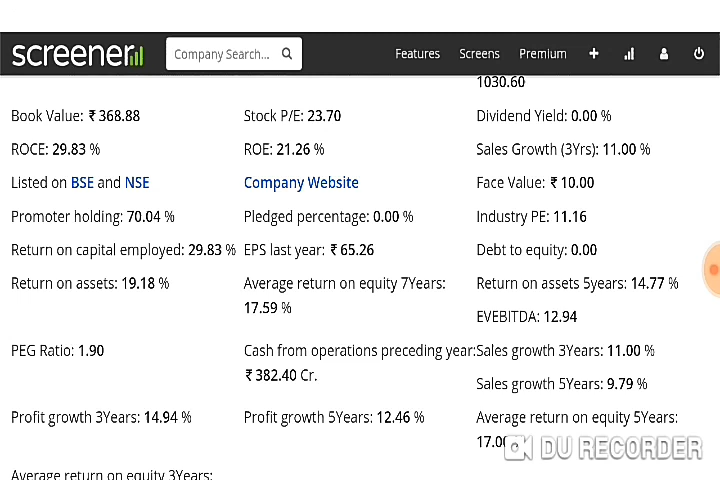 screener
Company Search...
Features Screens Premium +
1030.60
Book Value: ₹ 368.88 Stock P/E: 23.70 Dividend Yield: 0.00 %
ROCE: 29.83 % ROE: 21.26 % Sales Growth (3Yrs): 11.00 %
Listed on BSE and NSE Company Website Face Value: ₹ 10.00
Promoter holding: 70.04 % Pledged percentage: 0.00 % Industry PE: 11.16
Return on capital employed: 29.83 % EPS last year: ₹ 65.26 Debt to equity: 0.00
Return on assets: 19.18 % Average return on equity 7Years: Return on assets 5years: 14.77 %
17.59 %
EVEBITDA: 12.94
PEG Ratio: 1.90 Cash from operations preceding year: Sales growth 3Years: 11.00 %
₹ 382.40 Cr.
Sales growth 5Years: 9.79 %
Profit growth 3Years: 14.94 % Profit growth 5Years: 12.46 % Average return on equity 5Years:
DU RECORDER
Average return on equity 3Years: